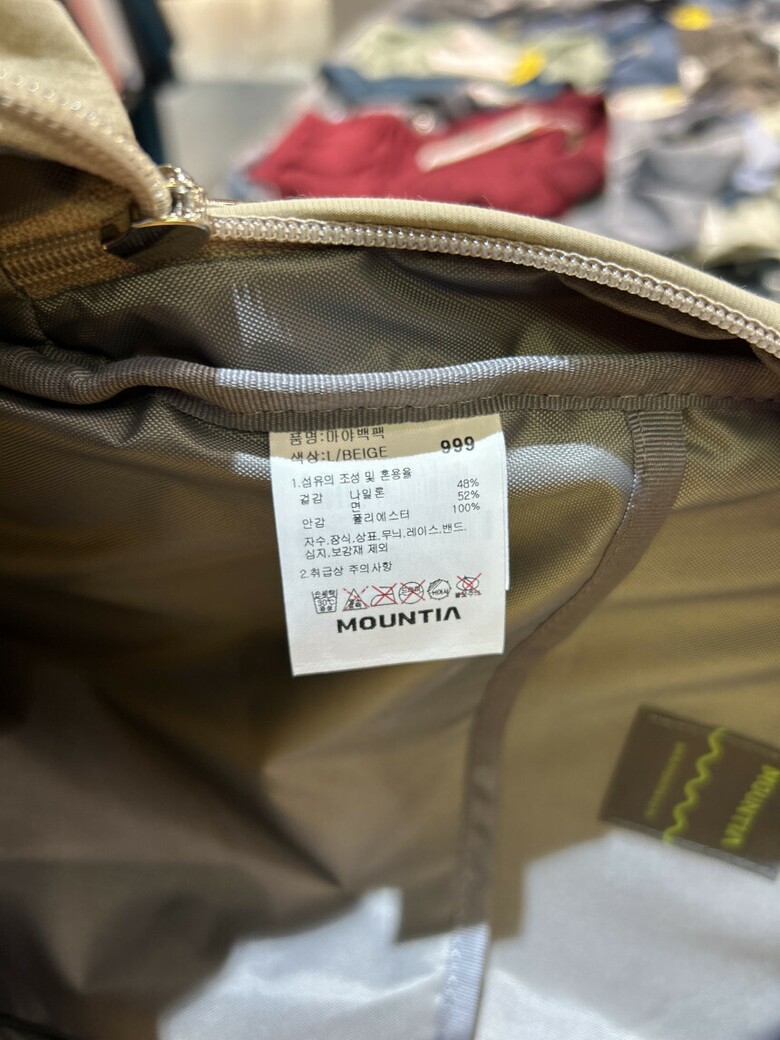 품명:마야백팩
색상:L/BEIGE 999
1.섬유의 조성 및 혼용율
겉감 나일론 48%
면 52%
안감 폴리에스터 100%
자수,장식,상표,무늬,레이스,밴드,
심지,보강재 제외
2.취급상 주의사항
30℃
MOUNTIA
MOUNTIA